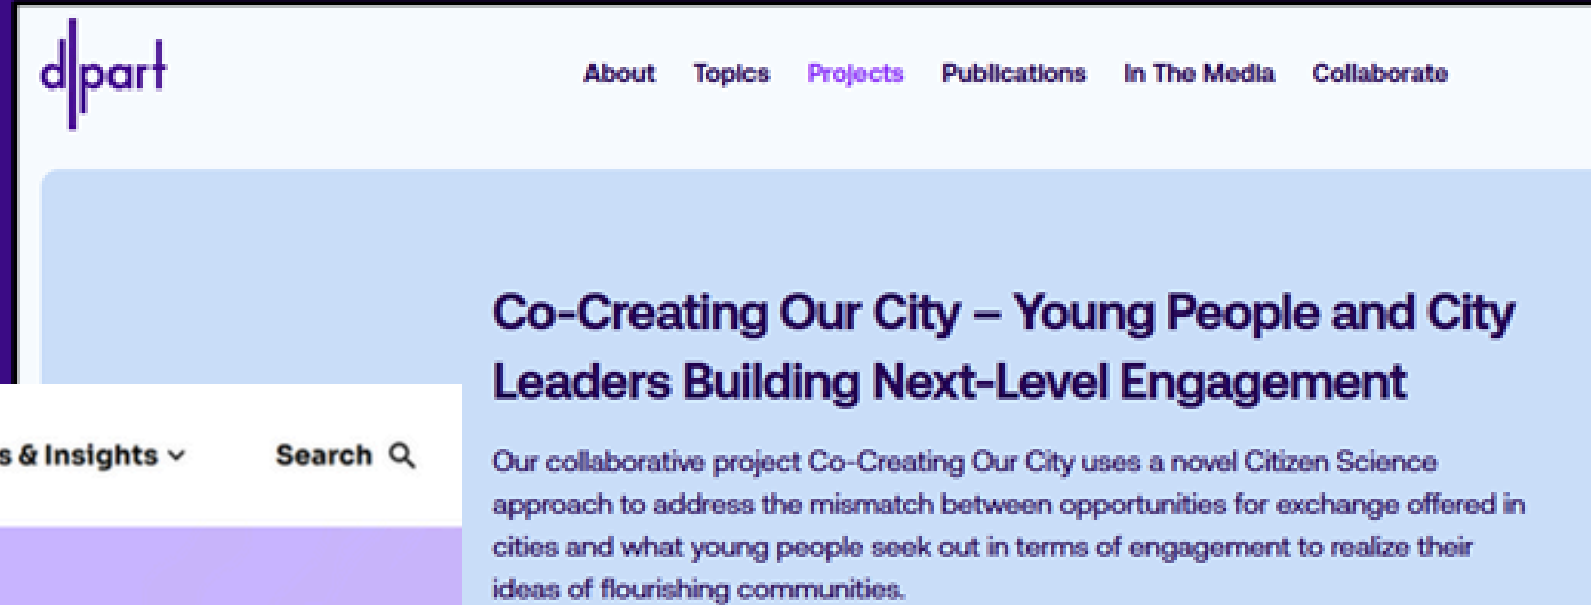 d|part
About Topics Projects Publications In The Media Collaborate
Co-Creating Our City – Young People and City
Leaders Building Next-Level Engagement
Our collaborative project Co-Creating Our City uses a novel Citizen Science
approach to address the mismatch between opportunities for exchange offered in
cities and what young people seek out in terms of engagement to realize their
ideas of flourishing communities.
s & Insights Search